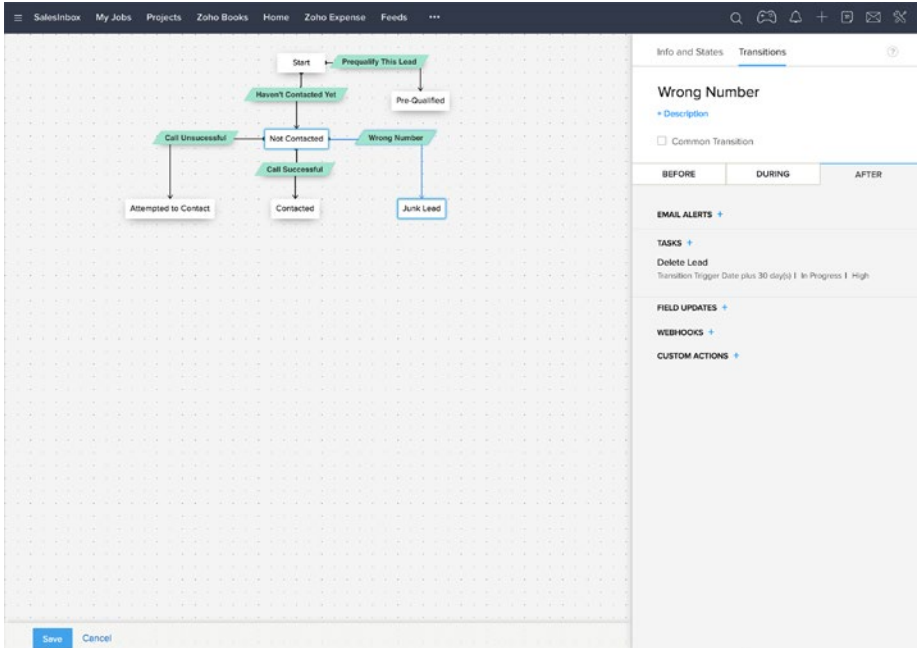 SalesInbox My Jobs Projects Zoho Books Home Zoho Expense Feeds ...
Start
Prequalify This Lead
Haven't Contacted Yet
Pre-Qualified
Call Unsucessful
Not Contacted
Wrong Number
Call Successful
Attempted to Contact
Contacted
Junk Lead
Save
Cancel
Info and States Transitions ?
Wrong Number
+ Description
Common Transition
BEFORE DURING AFTER
EMAIL ALERTS +
TASKS +
Delete Lead
Transition Trigger Date plus 30 day(s) | In Progress | High
FIELD UPDATES +
WEBHOOKS +
CUSTOM ACTIONS +